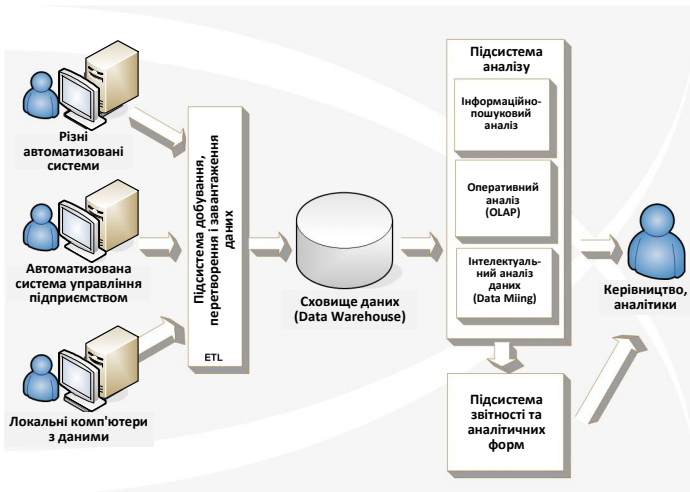 Різні
автоматизовані
системи
Автоматизована
система управління
підприємством
Локальні комп'ютери
з даними
Підсистема добування,
перетворення і завантаження
даних
ETL
Сховище даних
(Data Warehouse)
Підсистема
аналізу
Інформаційно-
пошуковий
аналіз
Оперативний
аналіз
(OLAP)
Інтелектуаль-
ний аналіз
даних
(Data Miing)
Підсистема
звітності та
аналітичних
форм
Керівництво,
аналітики